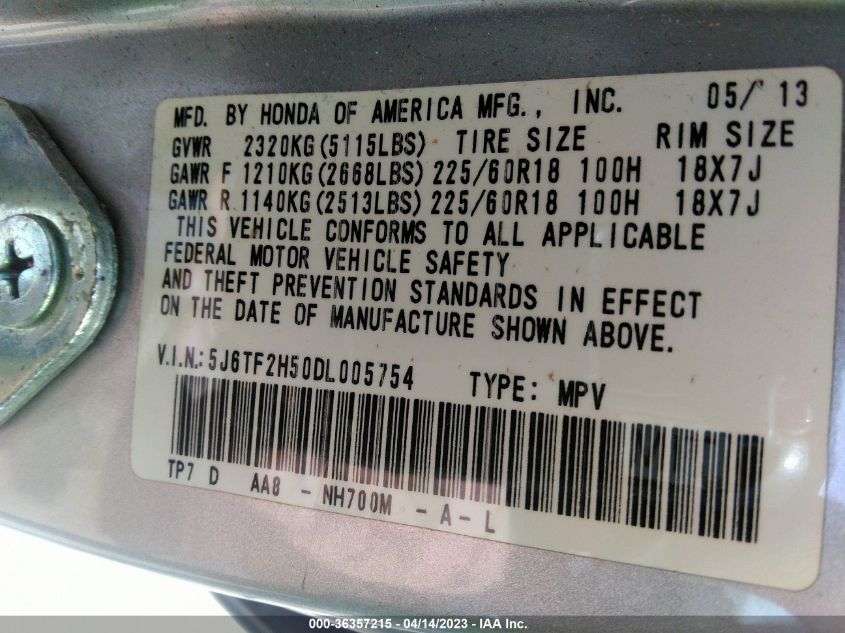 MFD. BY HONDA OF AMERICA MFG., INC. 05/ 13
GVWR 2320KG (5115LBS) TIRE SIZE RIM SIZE
GAWR F 1210KG (2668LBS) 225/60R18 100H 18X7J
GAWR R 1140KG (2513LBS) 225/60R18 100H 18X7J
THIS VEHICLE CONFORMS TO ALL APPLICABLE
FEDERAL MOTOR VEHICLE SAFETY
AND THEFT PREVENTION STANDARDS IN EFFECT
ON THE DATE OF MANUFACTURE SHOWN ABOVE.
V.I.N.: 5J6TF2H50DL005754 TYPE: MPV
TP7 D AA8 - NH700M - A - L
000-36357215 - 04/14/2023 - IAA Inc.